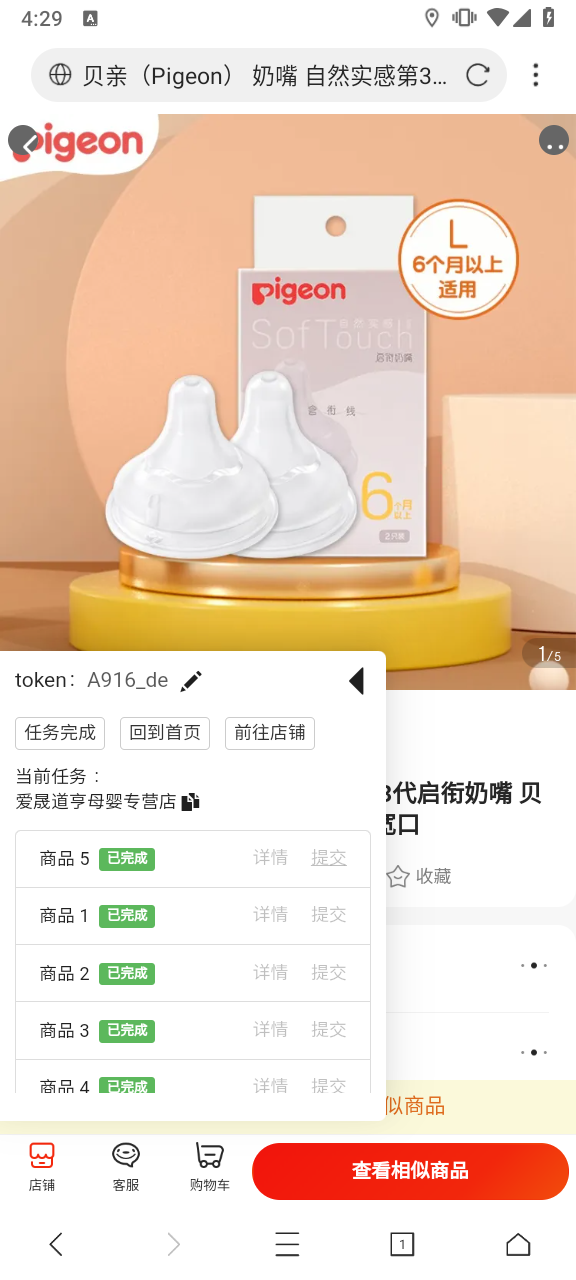 4:29
A
贝亲（Pigeon） 奶嘴 自然实感第3...
Pigeon
L
6个月以上
适用
Pigeon
SofTouch
启衔奶嘴
启 衔 线
6
个月
以上
2只装
1/5
token： A916_de
任务完成
回到首页
前往店铺
当前任务：
爱晟道亨母婴专营店
3代启衔奶嘴 贝
宽口
收藏
商品 5 已完成 详情 提交
商品 1 已完成 详情 提交
商品 2 已完成 详情 提交
商品 3 已完成 详情 提交
商品 4 已完成 详情 提交
似商品
店铺
客服
购物车
查看相似商品
1